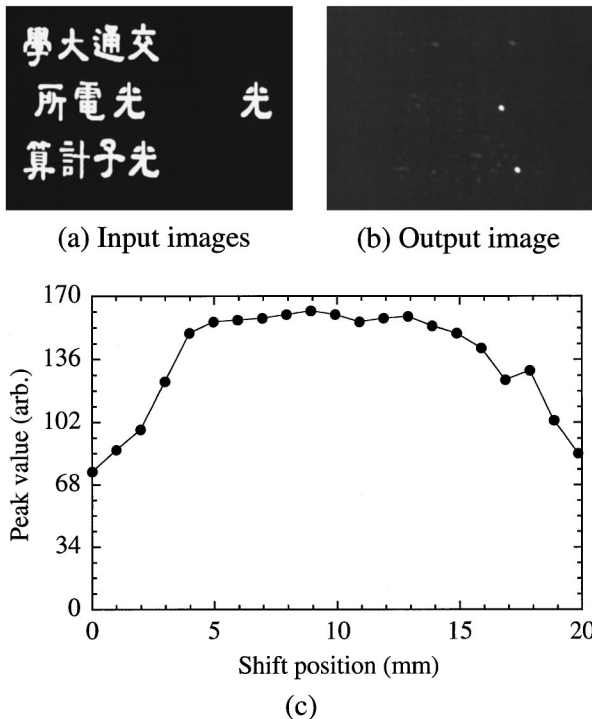 學大通交
所電光 光
算計子光
(a) Input images
(b) Output image
170
136
102
68
34
0
Peak value (arb.)
0 5 10 15 20
Shift position (mm)
(c)